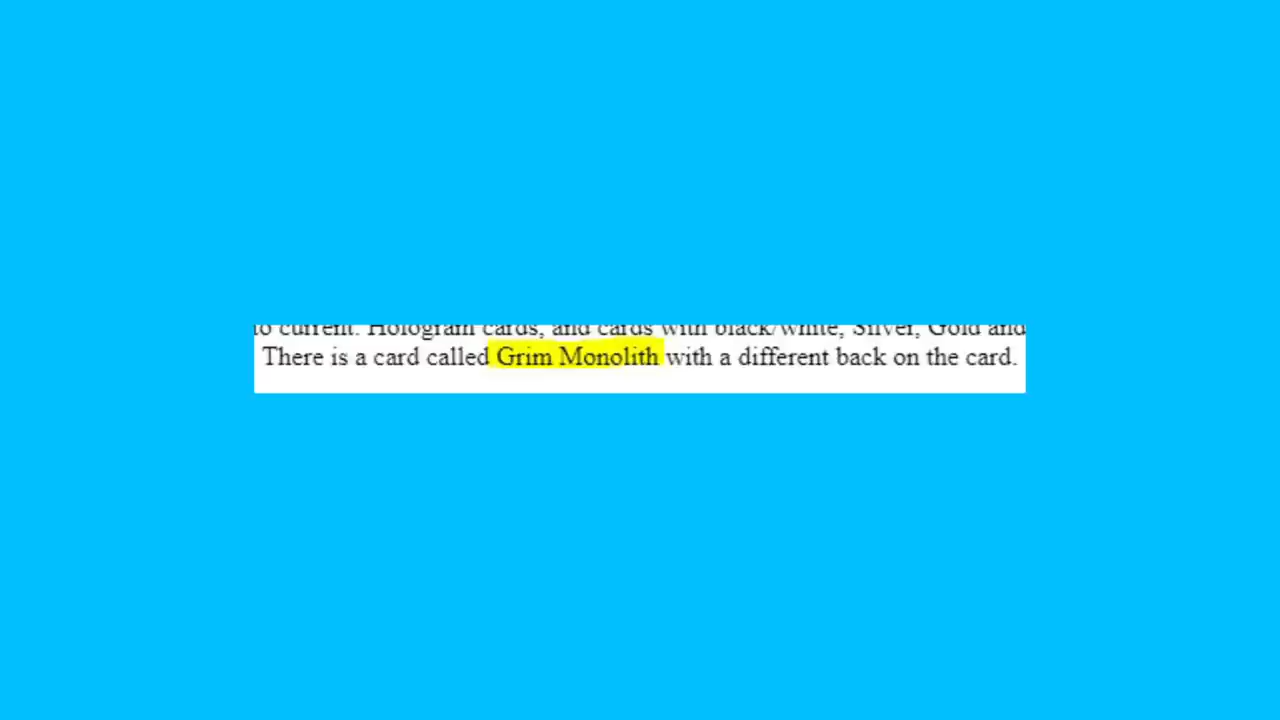 to current. Hologram cards, and cards with black/white, Silver, Gold and
There is a card called Grim Monolith with a different back on the card.